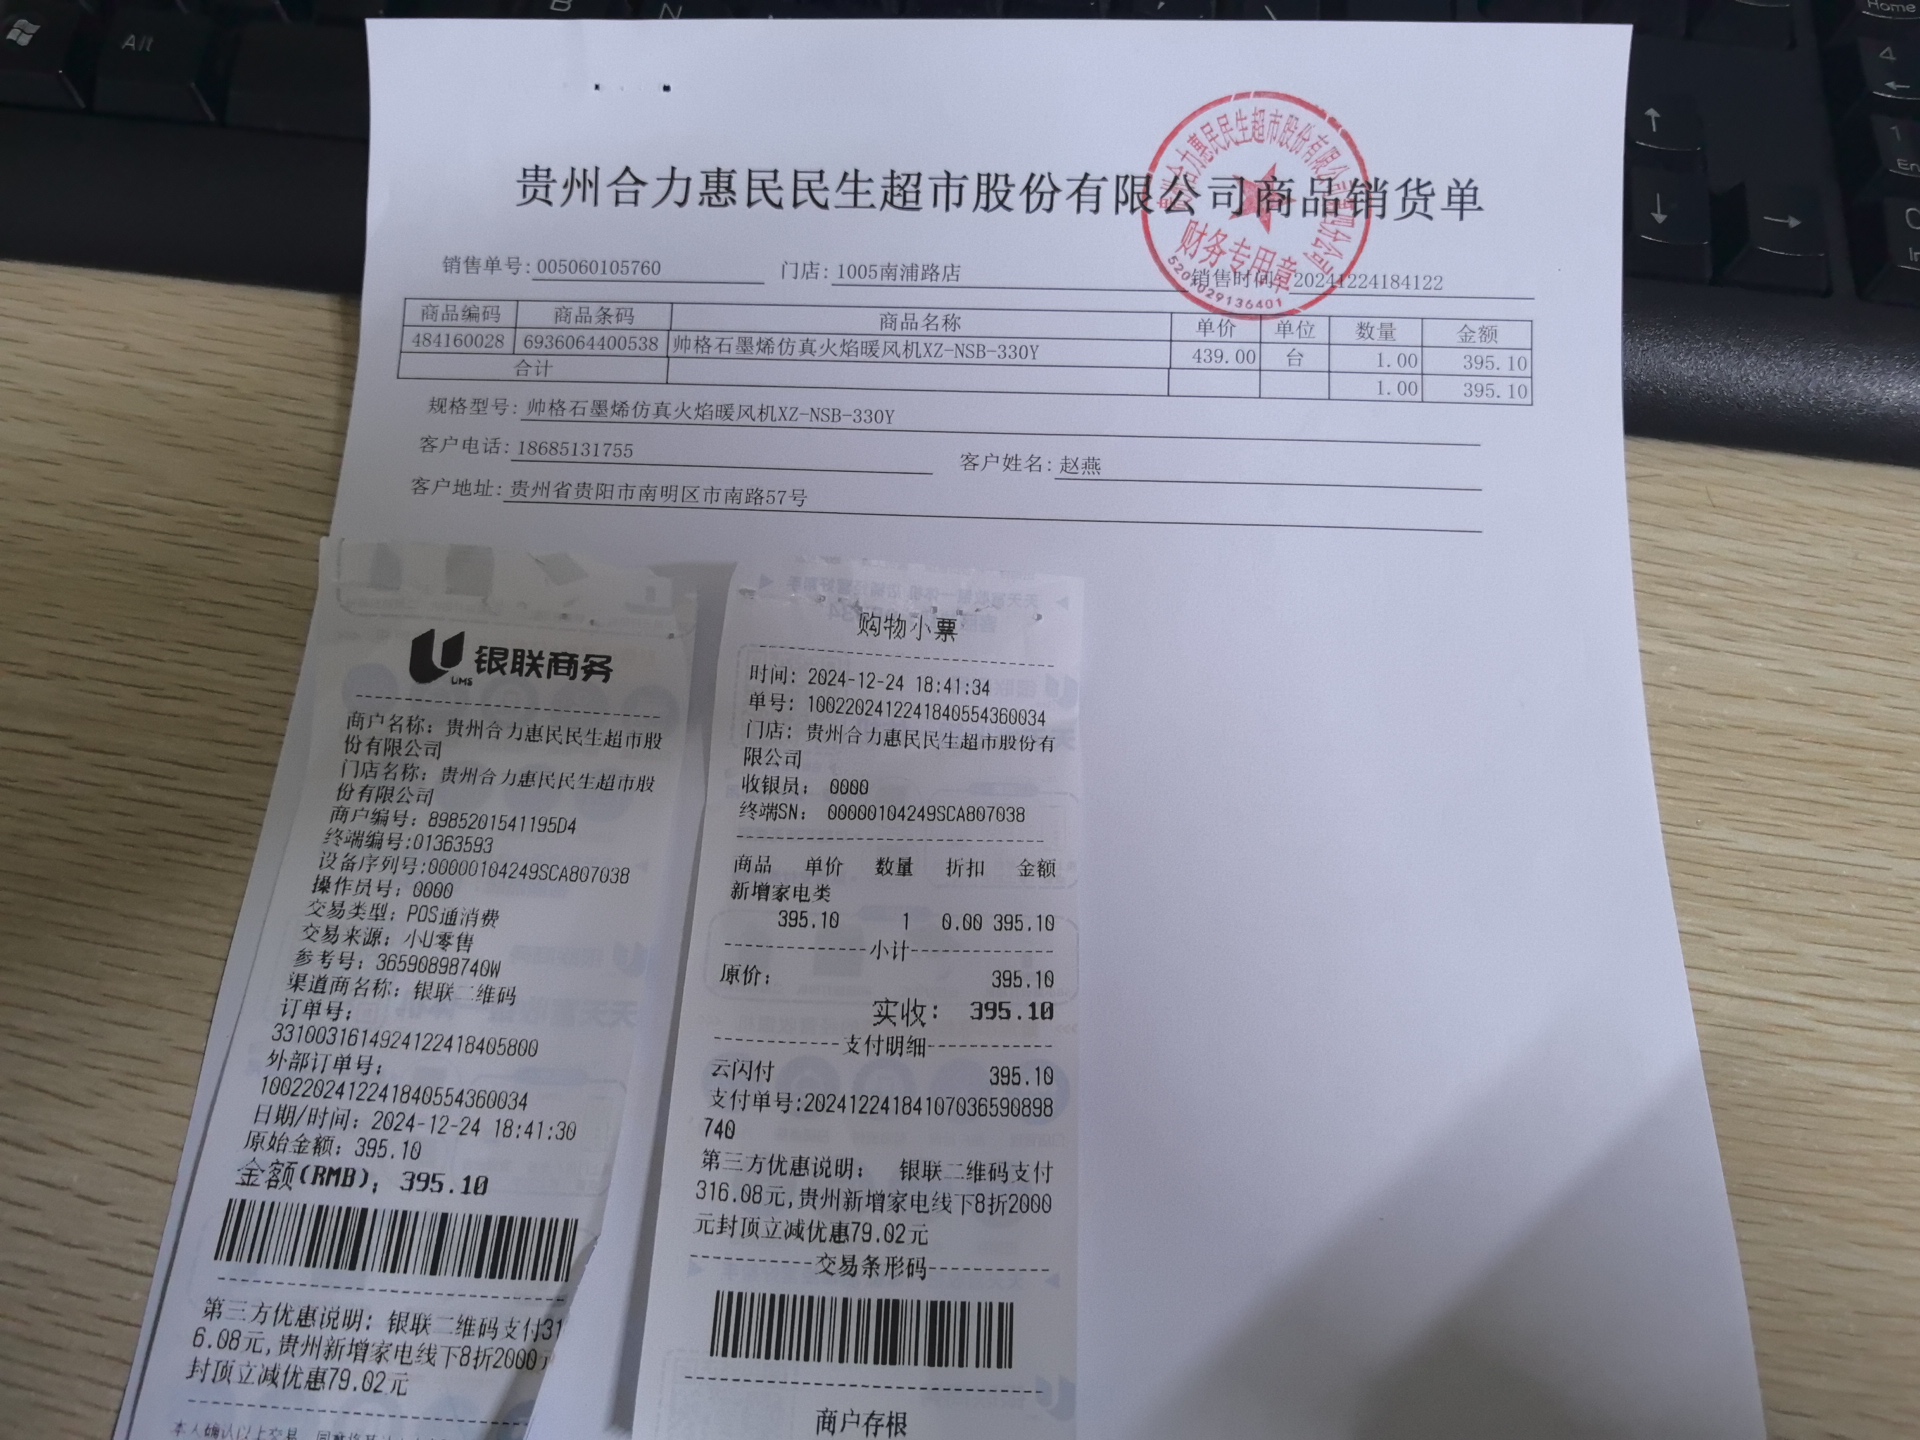 贵州合力惠民民生超市股份有限公司商品销货单
财务专用章
销售单号: 005060105760 门店: 1005南浦路店 销售时间: 20241224184122
商品编码 商品条码 商品名称 单价 单位 数量 金额
484160028 6936064400538 帅格石墨烯仿真火焰暖风机XZ-NSB-330Y 439.00 台 1.00 395.10
合计 1.00 395.10
规格型号: 帅格石墨烯仿真火焰暖风机XZ-NSB-330Y
客户电话: 18685131755 客户姓名: 赵燕
客户地址: 贵州省贵阳市南明区市南路57号
银联商务
UMS
商户名称: 贵州合力惠民民生超市股
份有限公司
门店名称: 贵州合力惠民民生超市股
份有限公司
商户编号: 8985201541195D4
终端编号:01363593
设备序列号:00000104249SCA807038
操作员号: 0000
交易类型: POS通消费
交易来源: 小U零售
参考号: 36590898740W
渠道商名称: 银联二维码
订单号:
3310031614924122418405800
外部订单号:
10022024122418405543600034
日期/时间: 2024-12-24 18:41:30
原始金额: 395.10
金额(RMB): 395.10
第三方优惠说明: 银联二维码支付31
6.08元,贵州新增家电线下8折2000元
封顶立减优惠79.02元
本人确认以上交易
购物小票
时间: 2024-12-24 18:41:34
单号: 1002202412241840554360034
门店: 贵州合力惠民民生超市股份有
限公司
收银员: 0000
终端SN: 00000104249SCA807038
商品 单价 数量 折扣 金额
新增家电类
395.10 1 0.00 395.10
小计
原价: 395.10
实收: 395.10
支付明细
云闪付 395.10
支付单号:20241224184107036590898
740
第三方优惠说明: 银联二维码支付
316.08元,贵州新增家电线下8折2000
元封顶立减优惠79.02元
交易条形码
商户存根
Alt
Home